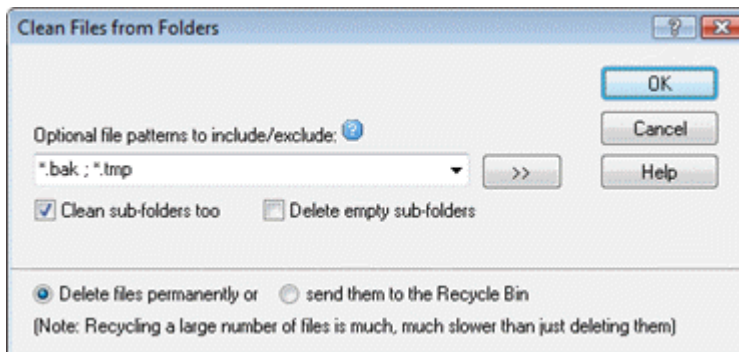 Clean Files from Folders
OK
Optional file patterns to include/exclude:
Cancel
*.bak ; *.tmp
>>
Help
Clean sub-folders too
Delete empty sub-folders
Delete files permanently or
send them to the Recycle Bin
(Note: Recycling a large number of files is much, much slower than just deleting them)